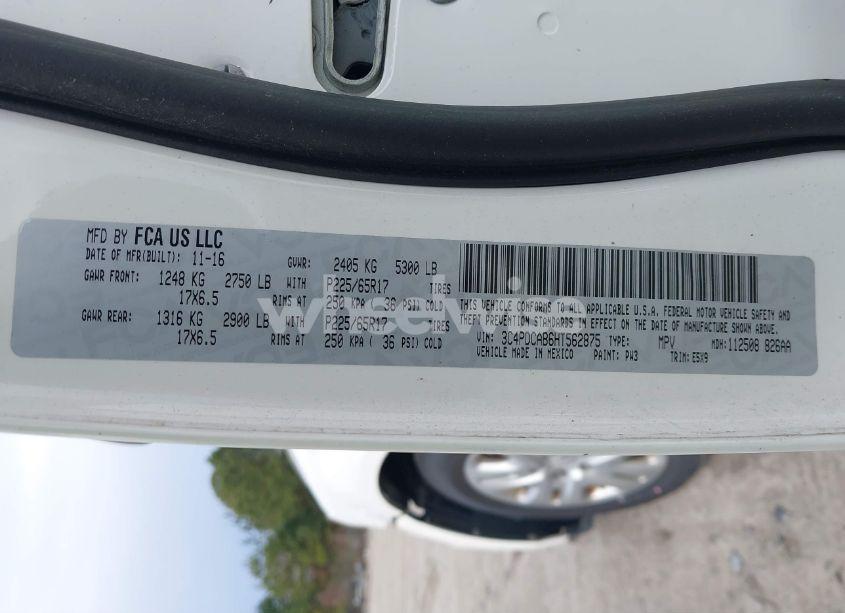 MFD BY FCA US LLC
DATE OF MFR(BUILT): 11-16 GVWR: 2405 KG 5300 LB
GAWR FRONT: 1248 KG 2750 LB WITH P225/65R17 TIRES
17X6.5 RIMS AT 250 KPA ( 36 PSI) COLD
GAWR REAR: 1316 KG 2900 LB WITH P225/65R17 TIRES
17X6.5 RIMS AT 250 KPA ( 36 PSI) COLD
THIS VEHICLE CONFORMS TO ALL APPLICABLE U.S.A. FEDERAL MOTOR VEHICLE SAFETY AND
THEFT PREVENTION STANDARDS IN EFFECT ON THE DATE OF MANUFACTURE SHOWN ABOVE.
VIN: 3C4PDCAB6HT562875 TYPE: MPV MDH: 112508 826AA
VEHICLE MADE IN MEXICO PAINT: PW3 TRIM: E5X9
wheelwin